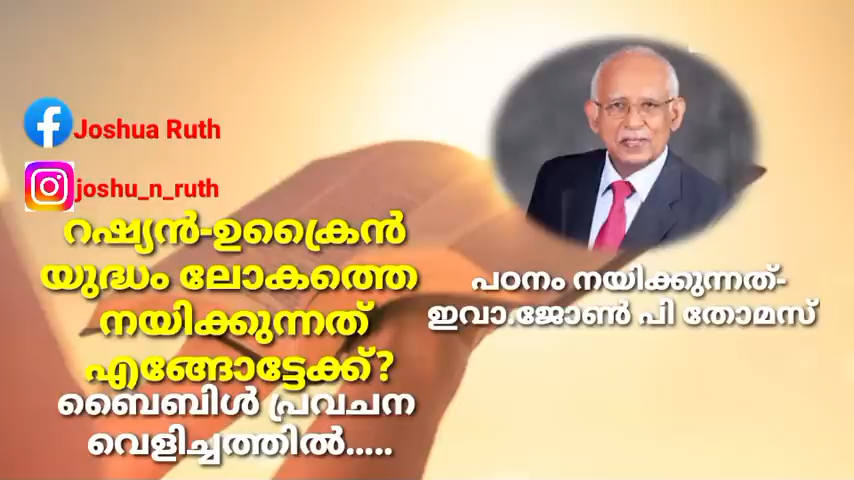 Joshua Ruth
joshu_n_ruth
റഷ്യൻ-ഉക്രൈൻ
യുദ്ധം ലോകത്തെ
നയിക്കുന്നത്
എങ്ങോട്ടേക്ക്?
ബൈബിൾ പ്രവചന
വെളിച്ചത്തിൽ.....
പഠനം നയിക്കുന്നത്-
ഇവാ.ജോൺ പി തോമസ്